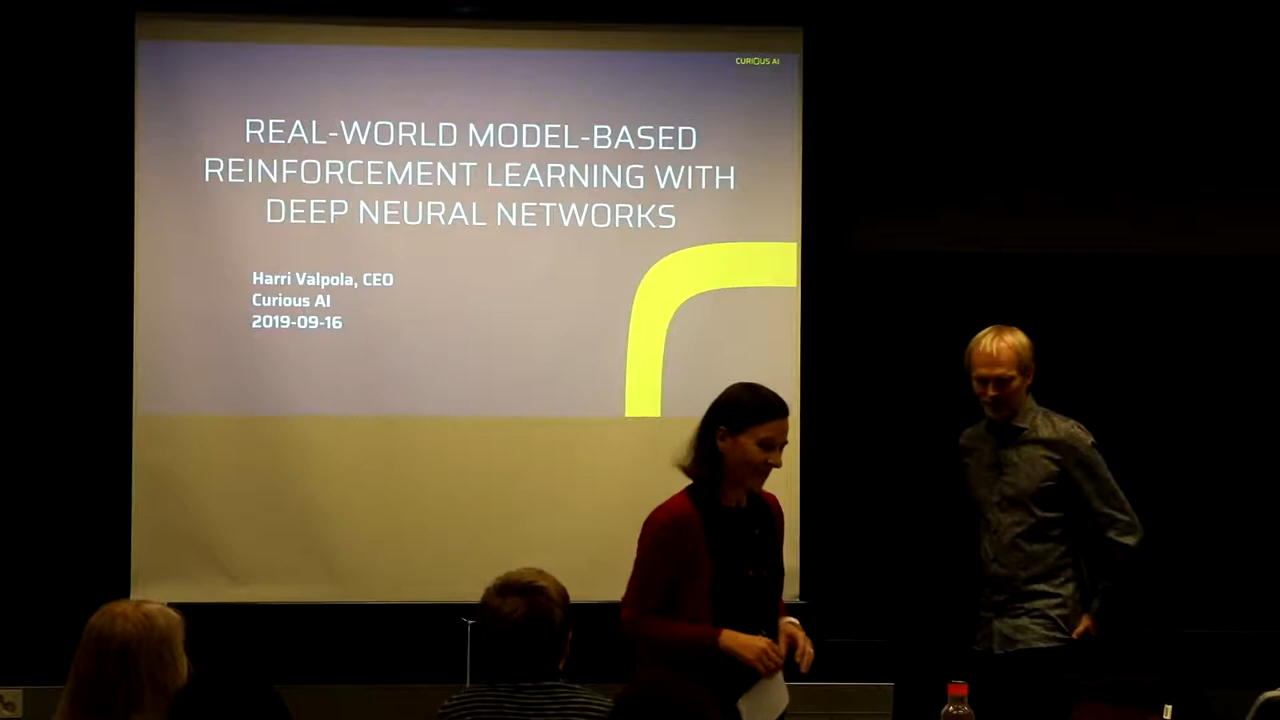 CURIOUS AI
REAL-WORLD MODEL-BASED
REINFORCEMENT LEARNING WITH
DEEP NEURAL NETWORKS
Harri Valpola, CEO
Curious AI
2019-09-16